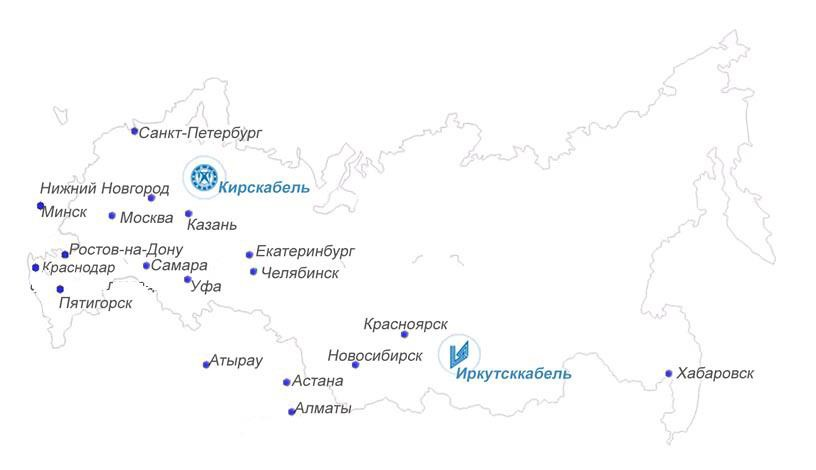 Санкт-Петербург
Нижний Новгород
Кирскабель
Минск
Москва
Казань
Ростов-на-Дону
Екатеринбург
Краснодар
Самара
Челябинск
Уфа
Пятигорск
Красноярск
Новосибирск
Атырау
Иркутсккабель
Хабаровск
Астана
Алматы